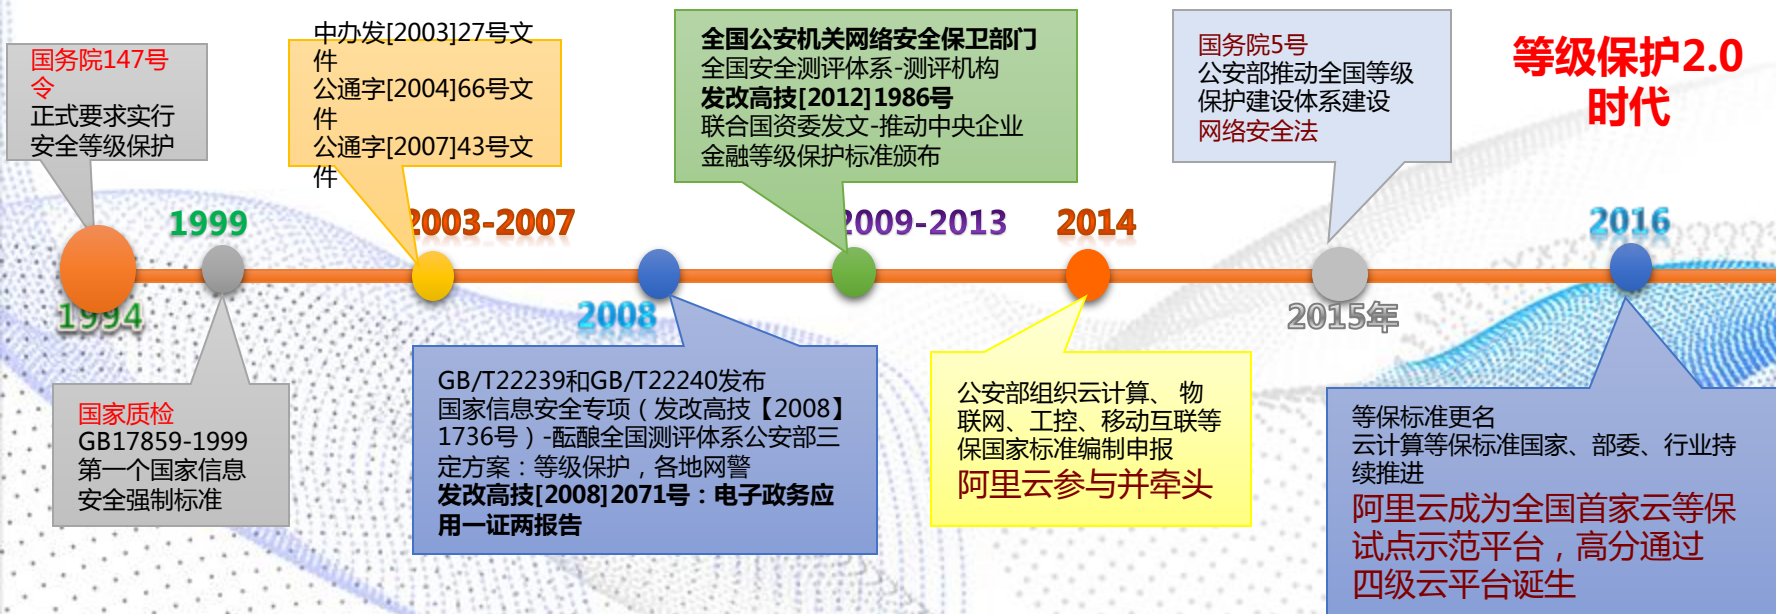 国务院147号
令
正式要求实行
安全等级保护
中办发[2003]27号文
件
公通字[2004]66号文
件
公通字[2007]43号文
件
全国公安机关网络安全保卫部门
全国安全测评体系-测评机构
发改高技[2012]1986号
联合国资委发文-推动中央企业
金融等级保护标准颁布
国务院5号
公安部推动全国等级
保护建设体系建设
网络安全法
等级保护2.0
时代
1999
2003-2007
2009-2013
2014
2016
1994
2008
2015年
国家质检
GB17859-1999
第一个国家信息
安全强制标准
GB/T22239和GB/T22240发布
国家信息安全专项（发改高技【2008】
1736号）-酝酿全国测评体系公安部三
定方案：等级保护，各地网警
发改高技[2008]2071号：电子政务应
用一证两报告
公安部组织云计算、 物
联网、工控、移动互联等
保国家标准编制申报
阿里云参与并牵头
等保标准更名
云计算等保标准国家、部委、行业持
续推进
阿里云成为全国首家云等保
试点示范平台，高分通过
四级云平台诞生